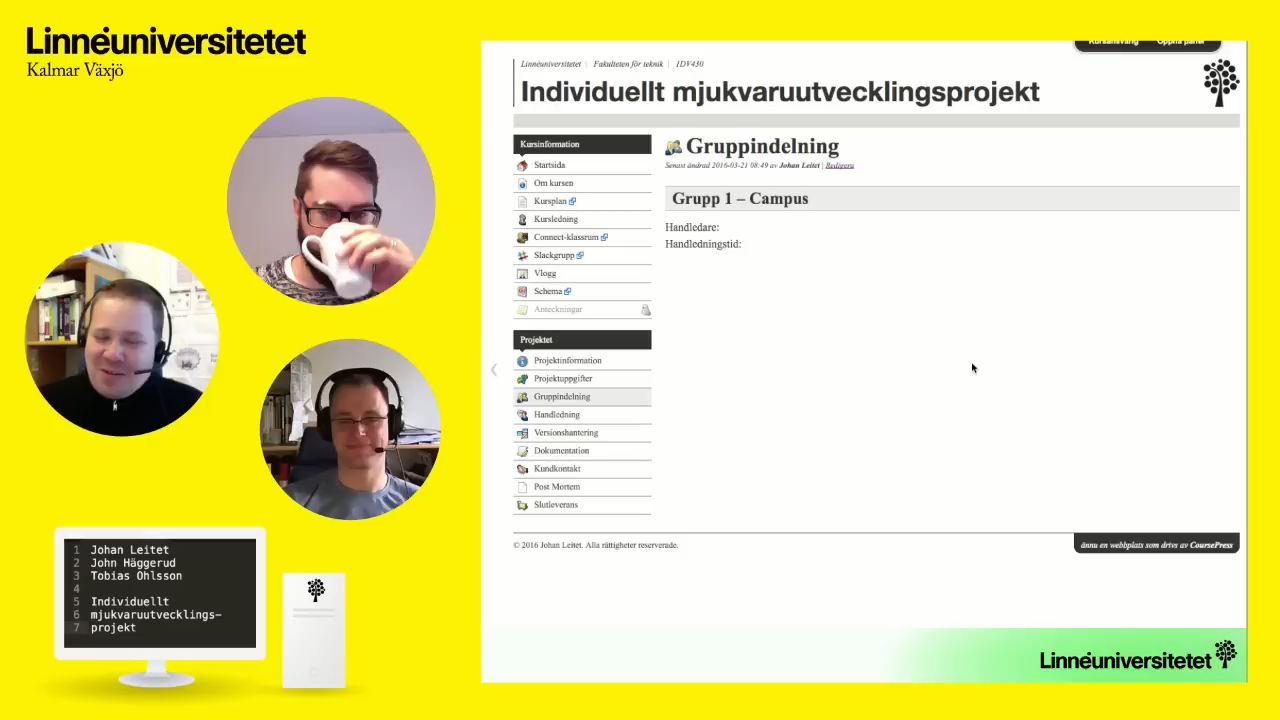 Linnéuniversitetet
Kalmar Växjö
1 Johan Leitet
2 John Häggerud
3 Tobias Ohlsson
4
5 Individuellt
6 mjukvaruutvecklings-
7 projekt
Linnéuniversitetet | Fakulteten för teknik | IDV430
Individuellt mjukvaruutvecklingsprojekt
Kursinformation
Startsida
Om kursen
Kursplan
Kursledning
Connect-klassrum
Slackgrupp
Vlogg
Schema
Anteckningar
Projektet
Projektinformation
Projektuppgifter
Gruppindelning
Handledning
Versionshantering
Dokumentation
Kundkontakt
Post Mortem
Slutleverans
Gruppindelning
Senast ändrad 2016-03-21 08:49 av Johan Leitet | Redigera
Grupp 1 – Campus
Handledare:
Handledningstid:
© 2016 Johan Leitet. Alla rättigheter reserverade.
ännu en webbplats som drivs av CoursePress
Linnéuniversitetet